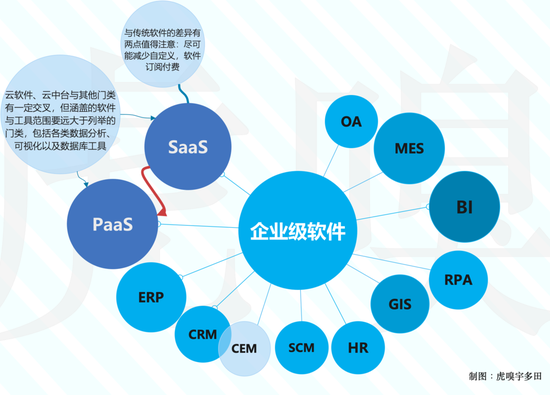 与传统软件的差异有
两点值得注意：尽可
能减少自定义，软件
订阅付费
云软件、云中台与其他门类
有一定交叉，但涵盖的软件
与工具范围要远大于列举的
门类，包括各类数据分析、
可视化以及数据库工具
SaaS
PaaS
企业级软件
OA
MES
BI
RPA
GIS
HR
SCM
CEM
CRM
ERP
制图：虎嗅宇多田
虎嗅